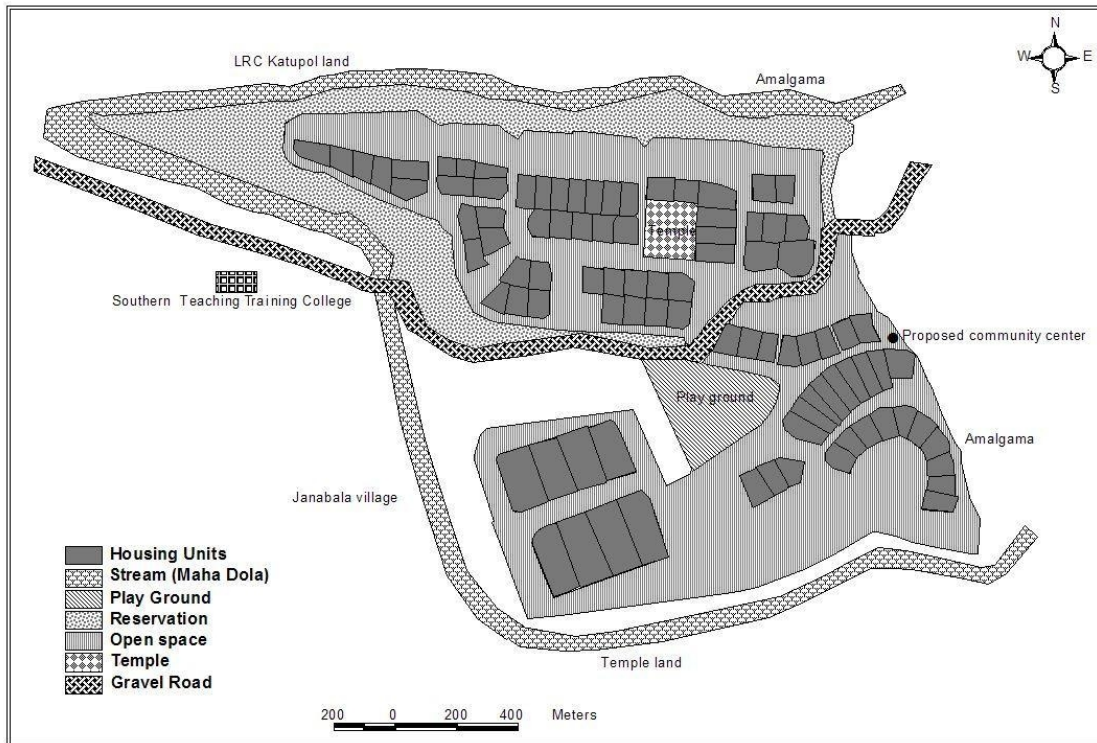 N
W E
S
LRC Katupol land
Amalgama
Temple
Southern Teaching Training College
Proposed community center
Play ground
Amalgama
Janabala village
Housing Units
Stream (Maha Dola)
Play Ground
Reservation
Open space
Temple
Gravel Road
Temple land
200 0 200 400 Meters